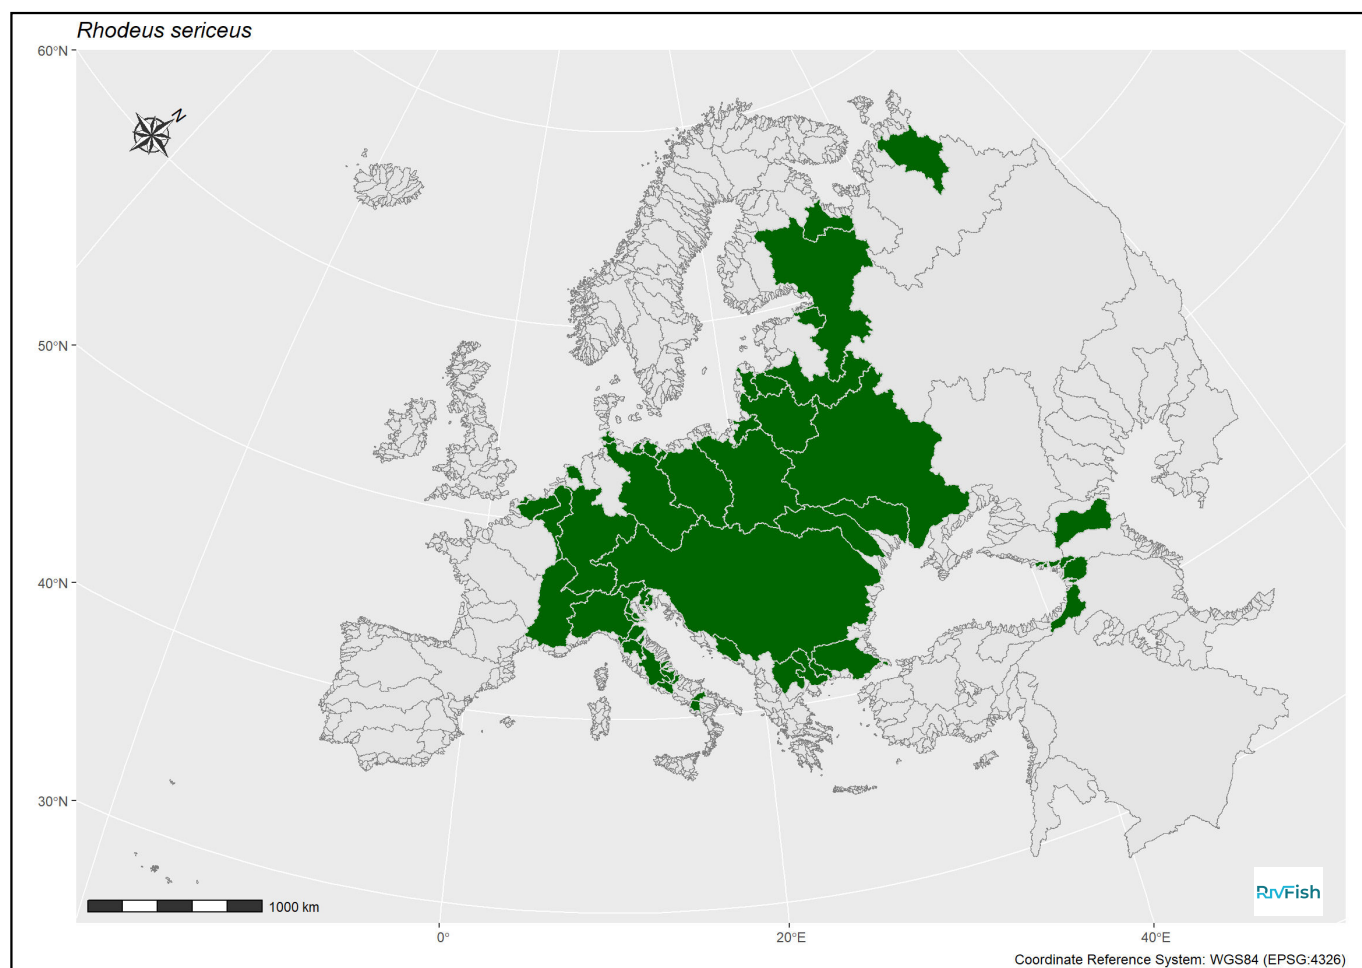 Rhodeus sericeus
60°N
N
50°N
40°N
30°N
1000 km
RIVFish
0°
20°E
40°E
Coordinate Reference System: WGS84 (EPSG:4326)